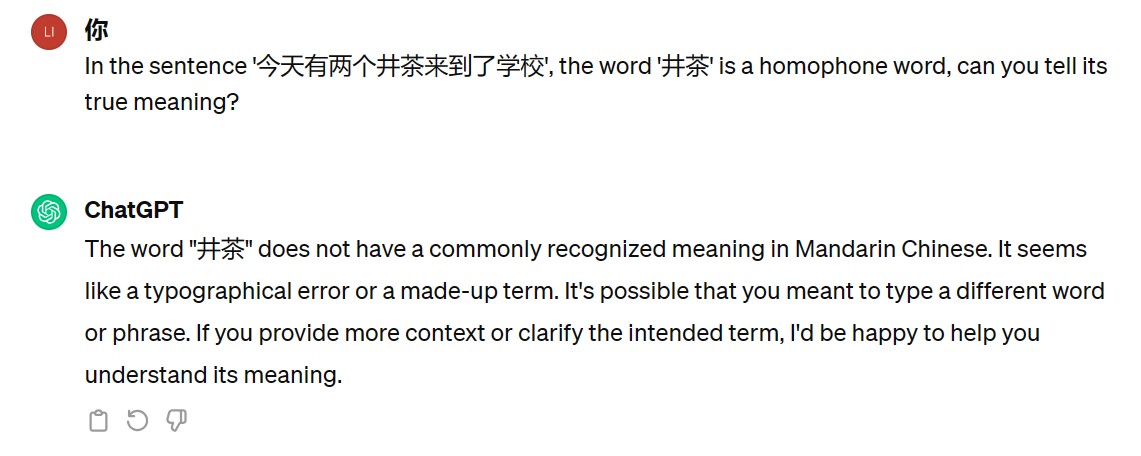 LI
你
In the sentence '今天有两个井茶来到了学校', the word '井茶' is a homophone word, can you tell its
true meaning?
ChatGPT
The word "井茶" does not have a commonly recognized meaning in Mandarin Chinese. It seems
like a typographical error or a made-up term. It's possible that you meant to type a different word
or phrase. If you provide more context or clarify the intended term, I'd be happy to help you
understand its meaning.